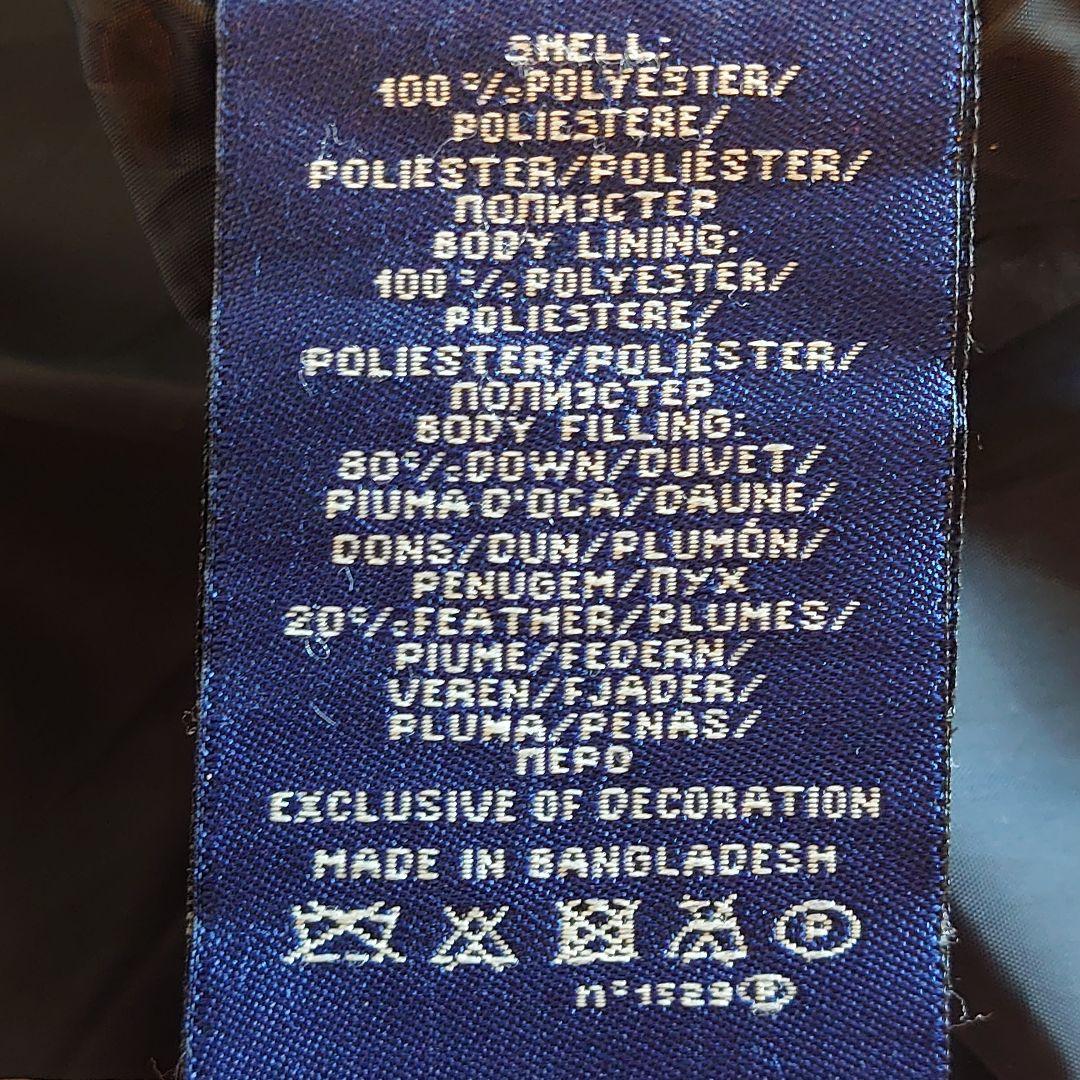 SHELL:
100%POLYESTER/
POLIESTERE/
POLIESTER/POLIÉSTER/
ПОЛИЭСТЕР
BODY LINING:
100%POLYESTER/
POLIESTERE/
POLIESTER/POLIÉSTER/
ПОЛИЭСТЕР
BODY FILLING:
80%DOWN/DUVET/
PIUMA D'OCA/DAUNE/
DONS/DUN/PLUMÓN/
PENUGEM/ПУХ
20%FEATHER/PLUMES/
PIUME/FEDERN/
VEREN/FJADER/
PLUMA/PENAS/
ПЕРО
EXCLUSIVE OF DECORATION
MADE IN BANGLADESH
P
n°1529